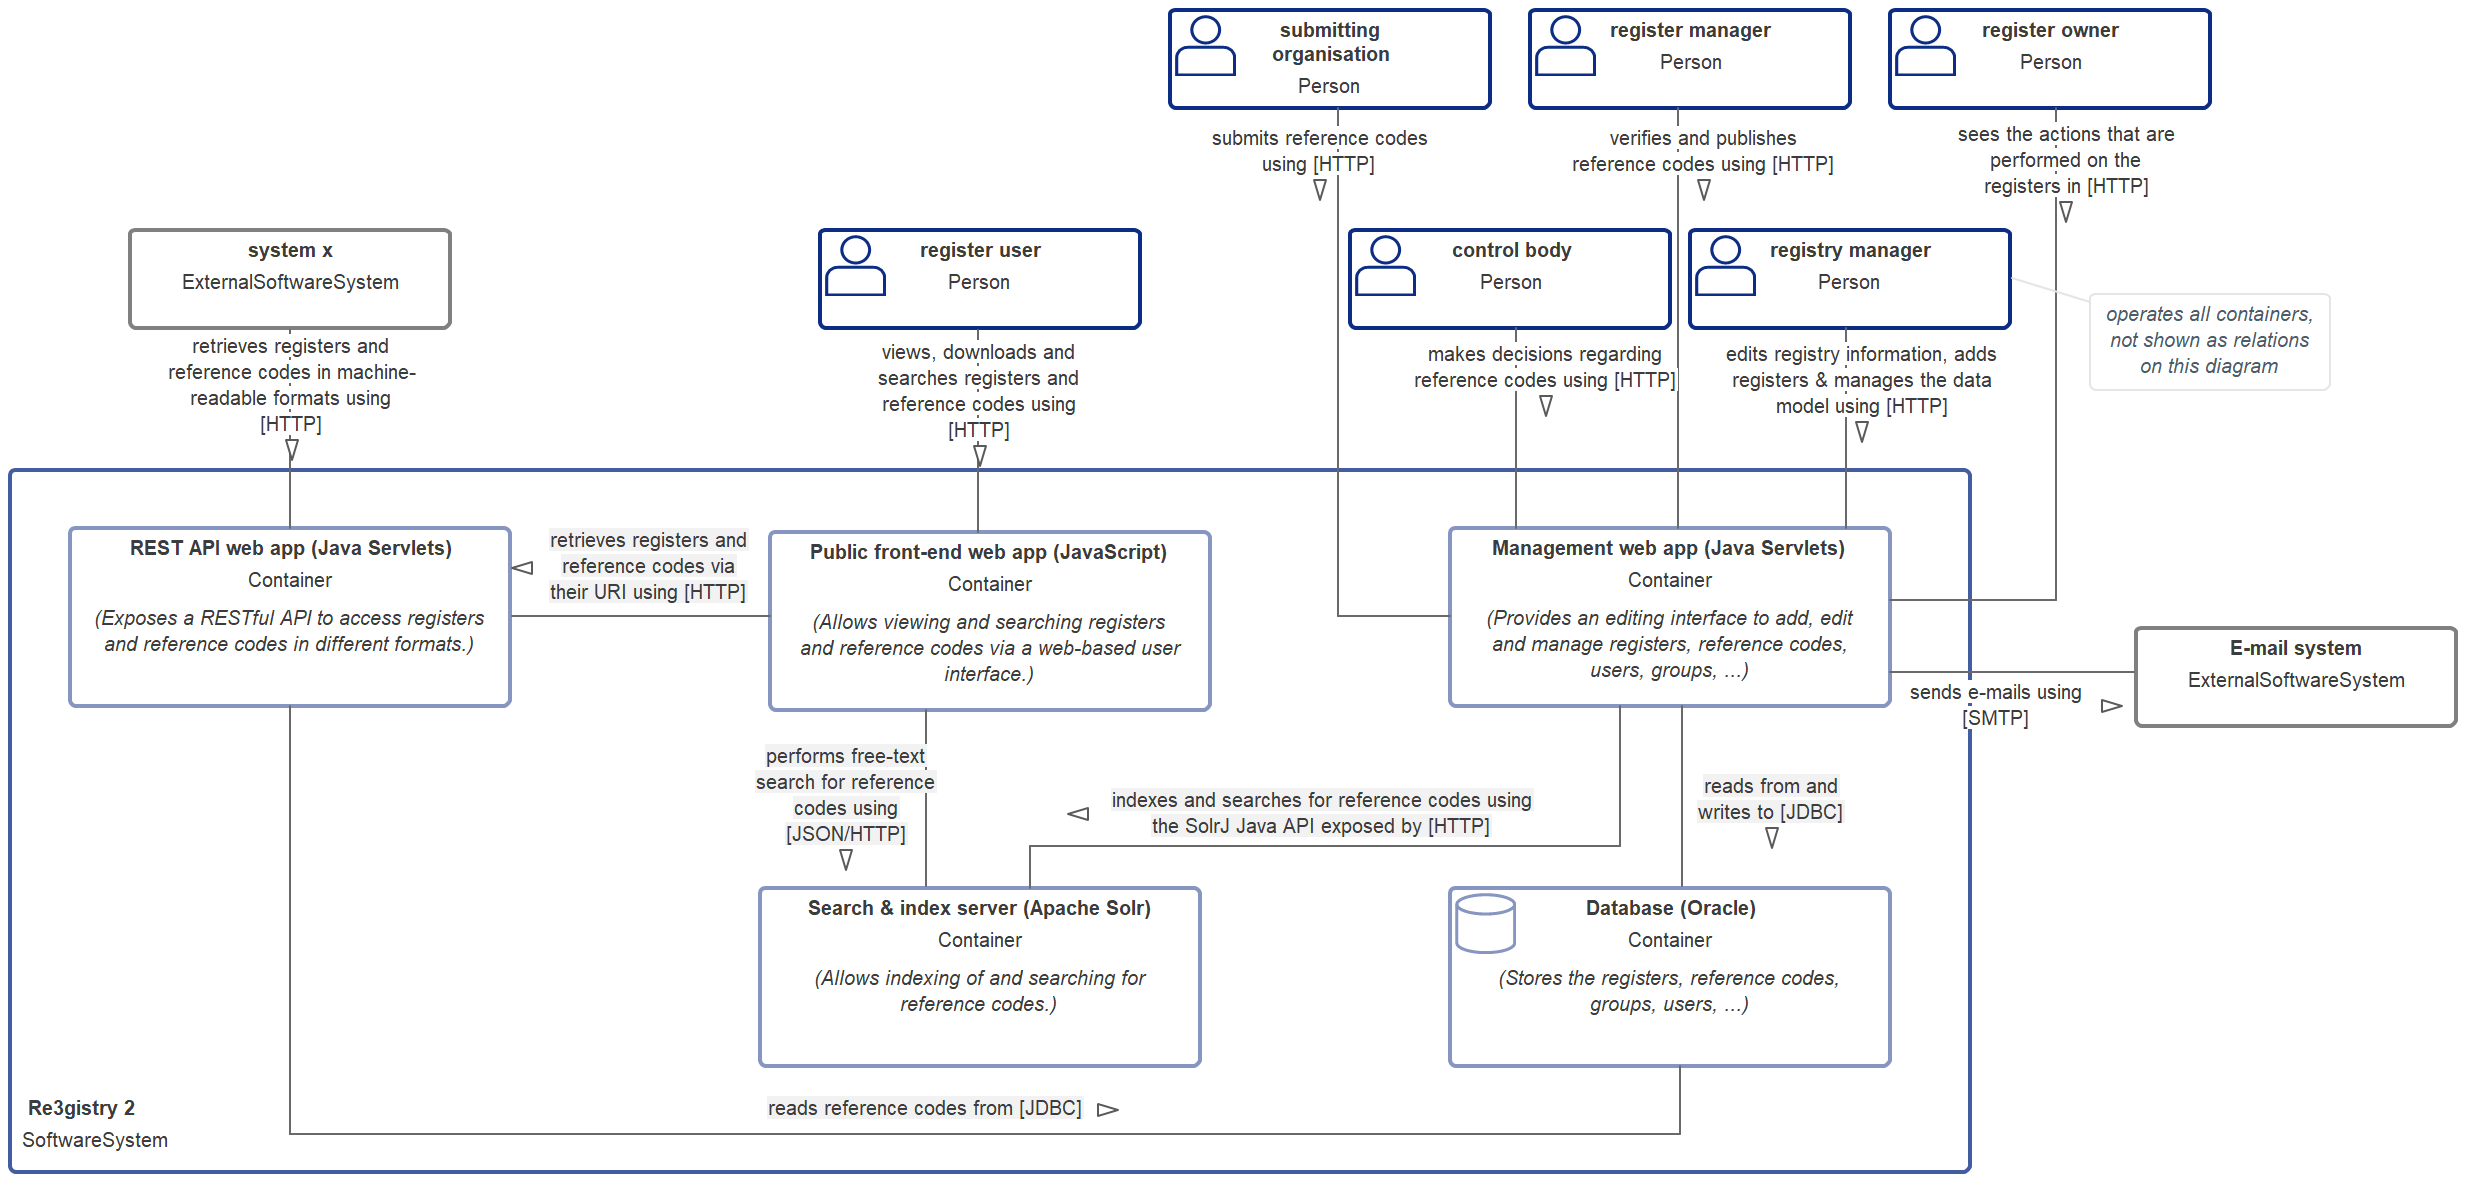 submitting
organisation
Person
register manager
Person
register owner
Person
submits reference codes
using [HTTP]
verifies and publishes
reference codes using [HTTP]
sees the actions that are
performed on the
registers in [HTTP]
system x
ExternalSoftwareSystem
register user
Person
control body
Person
registry manager
Person
operates all containers,
not shown as relations
on this diagram
retrieves registers and
reference codes in machine-
readable formats using
[HTTP]
views, downloads and
searches registers and
reference codes using
[HTTP]
makes decisions regarding
reference codes using [HTTP]
edits registry information, adds
registers & manages the data
model using [HTTP]
REST API web app (Java Servlets)
Container
(Exposes a RESTful API to access registers
and reference codes in different formats.)
retrieves registers and
reference codes via
their URI using [HTTP]
Public front-end web app (JavaScript)
Container
(Allows viewing and searching registers
and reference codes via a web-based user
interface.)
Management web app (Java Servlets)
Container
(Provides an editing interface to add, edit
and manage registers, reference codes,
users, groups, ...)
E-mail system
ExternalSoftwareSystem
sends e-mails using
[SMTP]
performs free-text
search for reference
codes using
[JSON/HTTP]
indexes and searches for reference codes using
the SolrJ Java API exposed by [HTTP]
reads from and
writes to [JDBC]
Search & index server (Apache Solr)
Container
(Allows indexing of and searching for
reference codes.)
Database (Oracle)
Container
(Stores the registers, reference codes,
groups, users, ...)
reads reference codes from [JDBC]
Re3gistry 2
SoftwareSystem